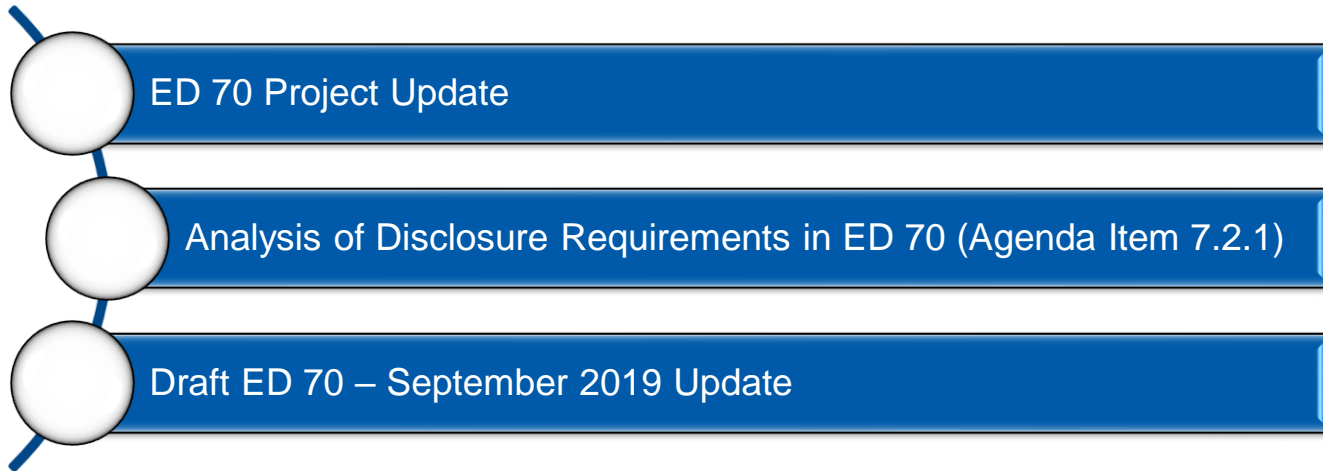 ED 70 Project Update
Analysis of Disclosure Requirements in ED 70 (Agenda Item 7.2.1)
Draft ED 70 – September 2019 Update